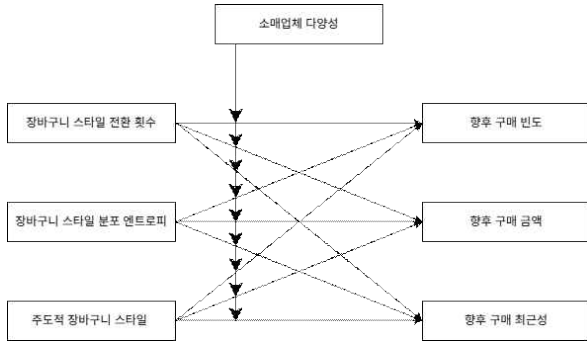 소매업체 다양성
장바구니 스타일 전환 횟수
향후 구매 빈도
장바구니 스타일 분포 엔트로피
향후 구매 금액
주도적 장바구니 스타일
향후 구매 최근성